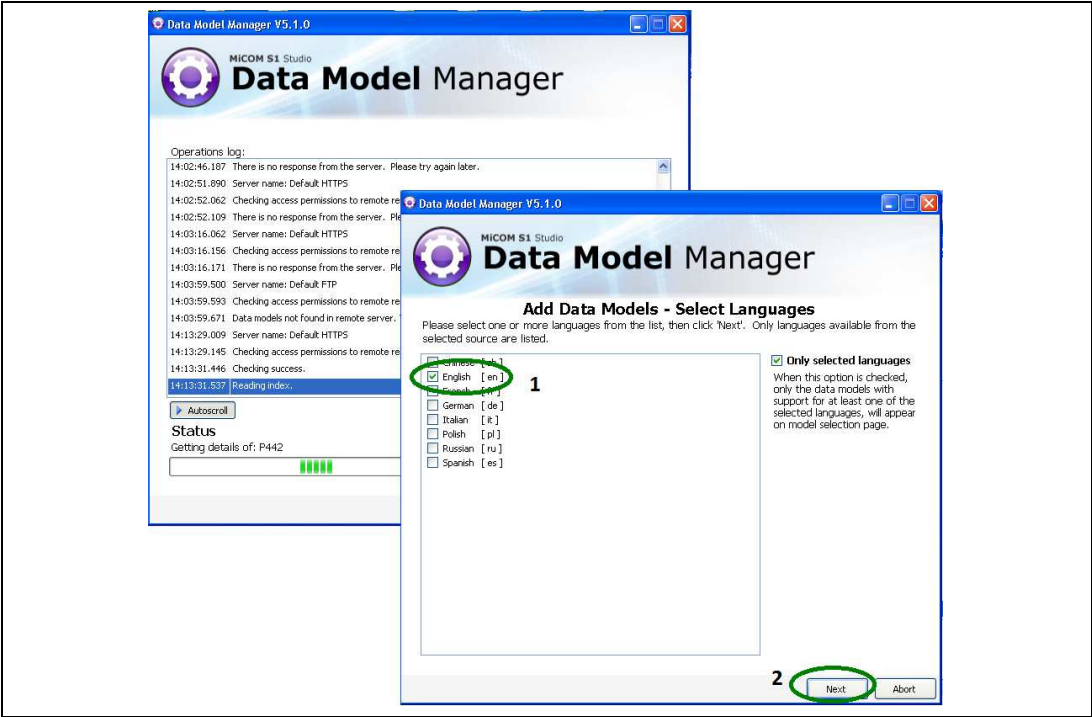 Data Model Manager V5.1.0
MiCOM S1 Studio
Data Model Manager
Operations log:
14:02:46.187 There is no response from the server. Please try again later.
14:02:51.890 Server name: Default HTTPS
14:02:52.062 Checking access permissions to remote re
14:02:52.109 There is no response from the server. Ple
14:03:16.062 Server name: Default HTTPS
14:03:16.156 Checking access permissions to remote re
14:03:16.171 There is no response from the server. Ple
14:03:59.500 Server name: Default FTP
14:03:59.593 Checking access permissions to remote re
14:03:59.671 Data models not found in remote server.
14:13:29.009 Server name: Default HTTPS
14:13:29.145 Checking access permissions to remote re
14:13:31.446 Checking success.
14:13:31.537 Reading index.
Autoscroll
Status
Getting details of: P442
Data Model Manager V5.1.0
MiCOM S1 Studio
Data Model Manager
Add Data Models - Select Languages
Please select one or more languages from the list, then click 'Next'. Only languages available from the
selected source are listed.
Chinese [ zh ]
English [ en ]
1
French [ fr ]
German [ de ]
Italian [ it ]
Polish [ pl ]
Russian [ ru ]
Spanish [ es ]
Only selected languages
When this option is checked,
only the data models with
support for at least one of the
selected languages, will appear
on model selection page.
2
Next
Abort